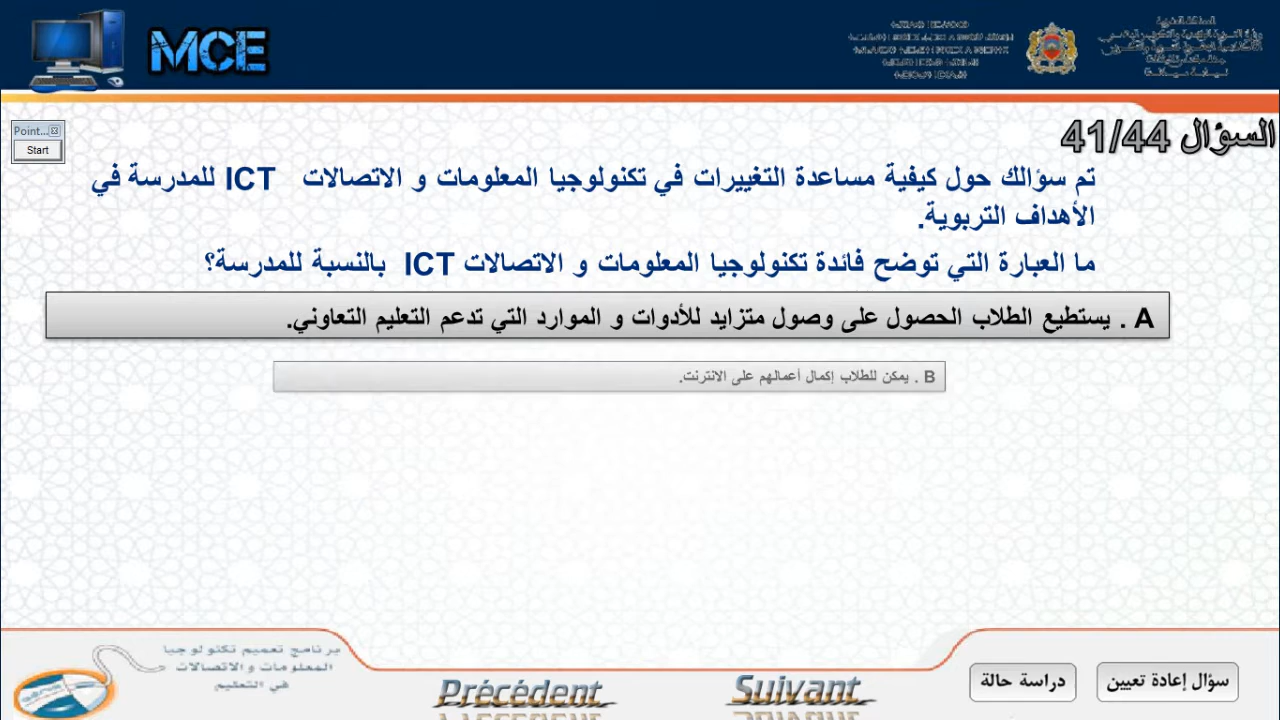 MCE
السؤال 41/44
Point...
Start
تم سؤالك حول كيفية مساعدة التغييرات في تكنولوجيا المعلومات و الاتصالات ICT للمدرسة في
الأهداف التربوية.
ما العبارة التي توضح فائدة تكنولوجيا المعلومات و الاتصالات ICT بالنسبة للمدرسة؟
A . يستطيع الطلاب الحصول على وصول متزايد للأدوات و الموارد التي تدعم التعليم التعاوني.
B . يمكن للطلاب إكمال أعمالهم على الانترنت.
برنامج تعميم تكنولوجيا
المعلومات والاتصالات
في التعليم
Précédent
Suivant
دراسة حالة
سؤال إعادة تعيين